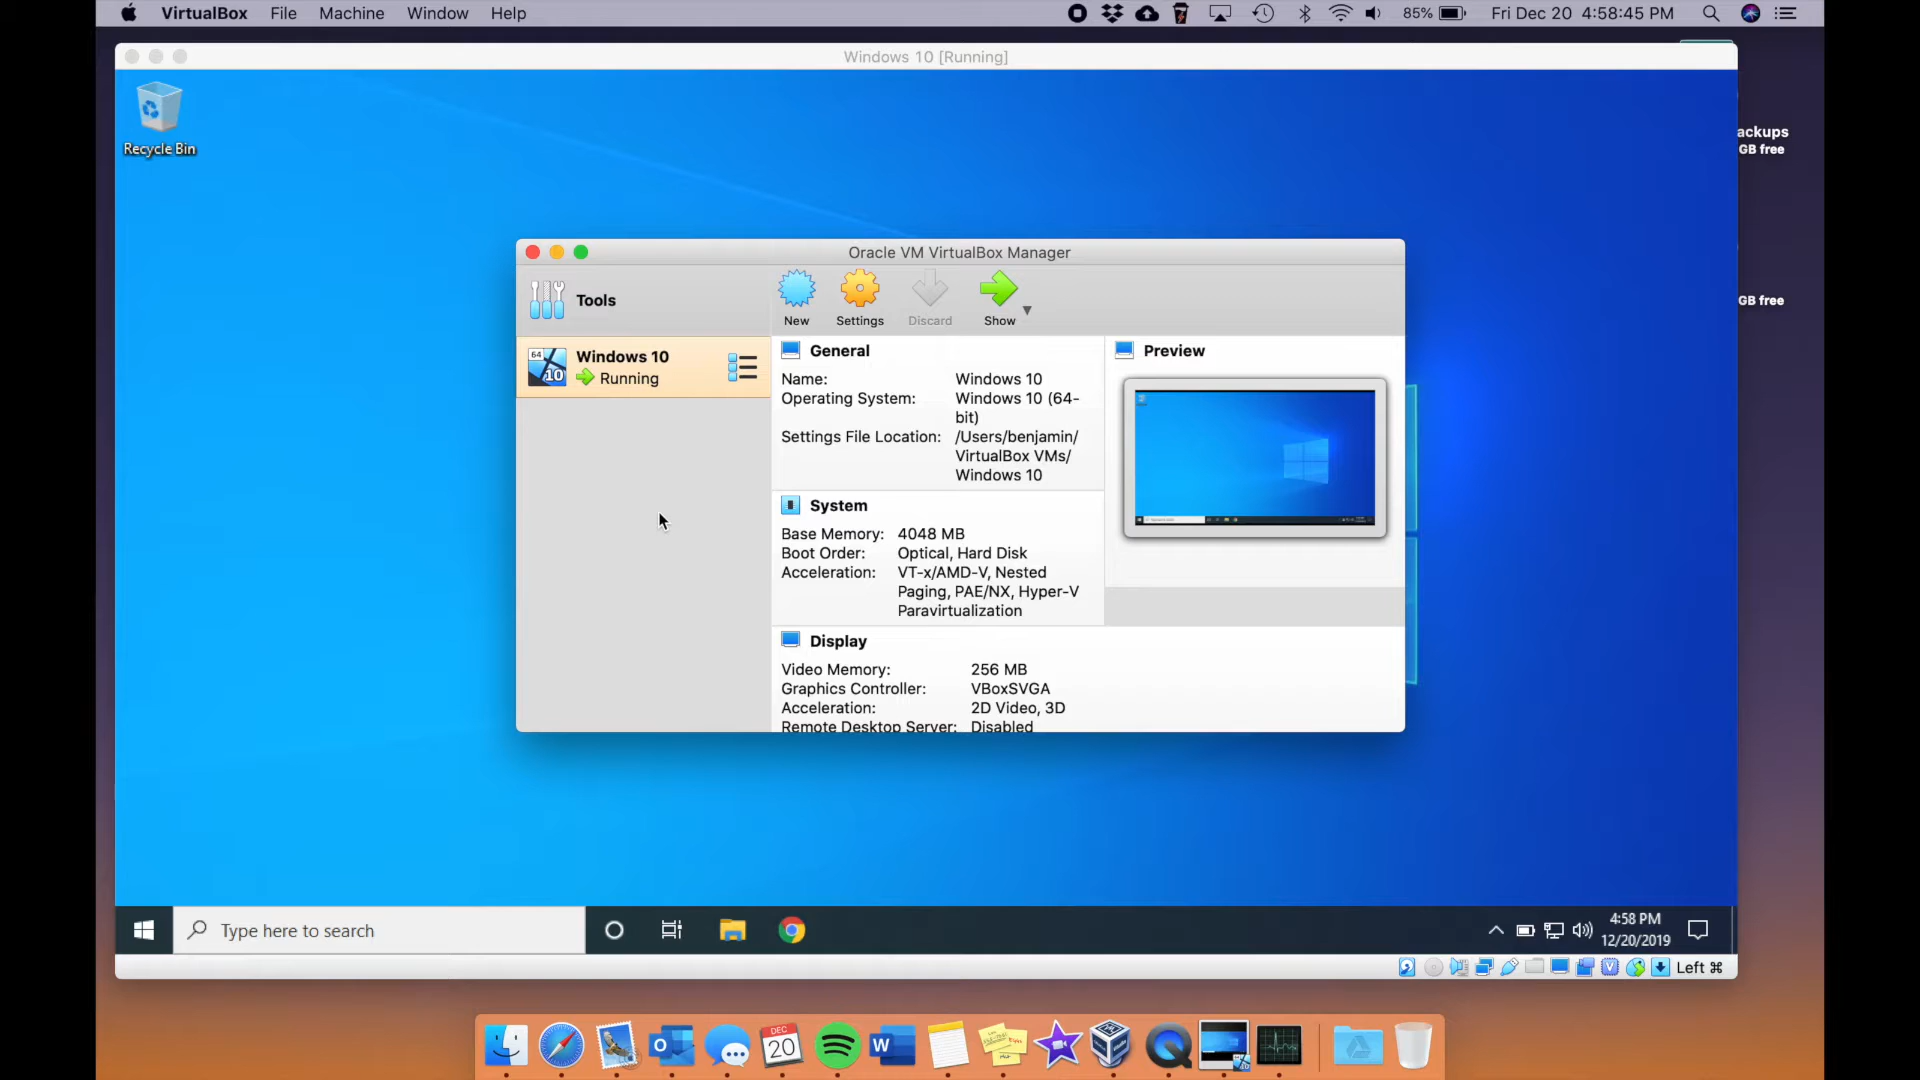 VirtualBox File Machine Window Help 85% Fri Dec 20 4:58:45 PM
Windows 10 [Running]
Recycle Bin
ackups
GB free
GB free
Oracle VM VirtualBox Manager
Tools
New Settings Discard Show
64
10
Windows 10
Running
General
Name: Windows 10
Operating System: Windows 10 (64-
bit)
Settings File Location: /Users/benjamin/
VirtualBox VMs/
Windows 10
Preview
System
Base Memory: 4048 MB
Boot Order: Optical, Hard Disk
Acceleration: VT-x/AMD-V, Nested
Paging, PAE/NX, Hyper-V
Paravirtualization
Display
Video Memory: 256 MB
Graphics Controller: VBoxSVGA
Acceleration: 2D Video, 3D
Remote Desktop Server: Disabled
Type here to search
4:58 PM
12/20/2019
Left ⌘
DEC
20
W